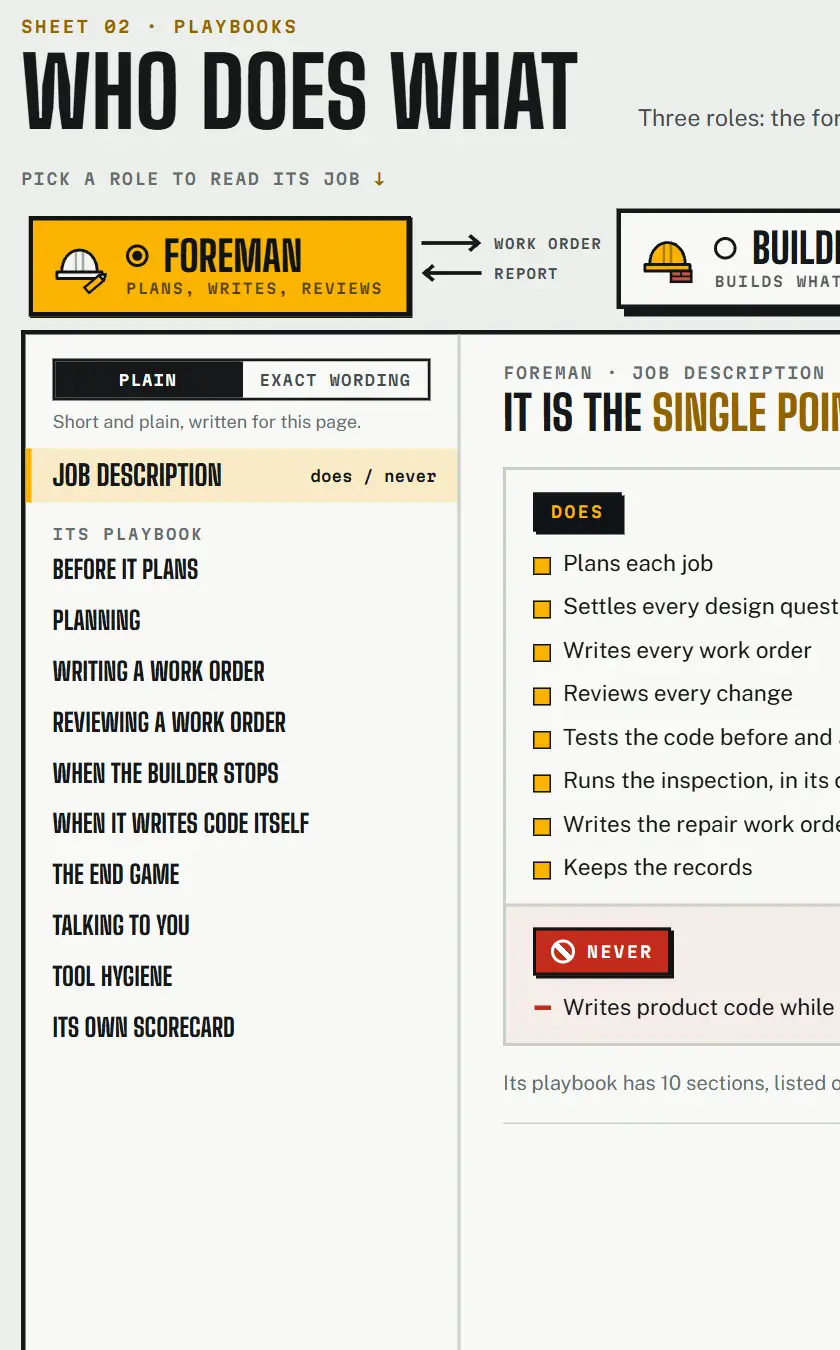 SHEET 02 · PLAYBOOKS
WHO DOES WHAT
Three roles: the for
PICK A ROLE TO READ ITS JOB ↓
FOREMAN
PLANS, WRITES, REVIEWS
WORK ORDER
REPORT
BUILD
BUILDS WHAT
PLAIN
EXACT WORDING
Short and plain, written for this page.
JOB DESCRIPTION
does / never
ITS PLAYBOOK
BEFORE IT PLANS
PLANNING
WRITING A WORK ORDER
REVIEWING A WORK ORDER
WHEN THE BUILDER STOPS
WHEN IT WRITES CODE ITSELF
THE END GAME
TALKING TO YOU
TOOL HYGIENE
ITS OWN SCORECARD
FOREMAN · JOB DESCRIPTION
IT IS THE SINGLE POIN
DOES
Plans each job
Settles every design quest
Writes every work order
Reviews every change
Tests the code before and
Runs the inspection, in its
Writes the repair work orde
Keeps the records
NEVER
Writes product code while
Its playbook has 10 sections, listed